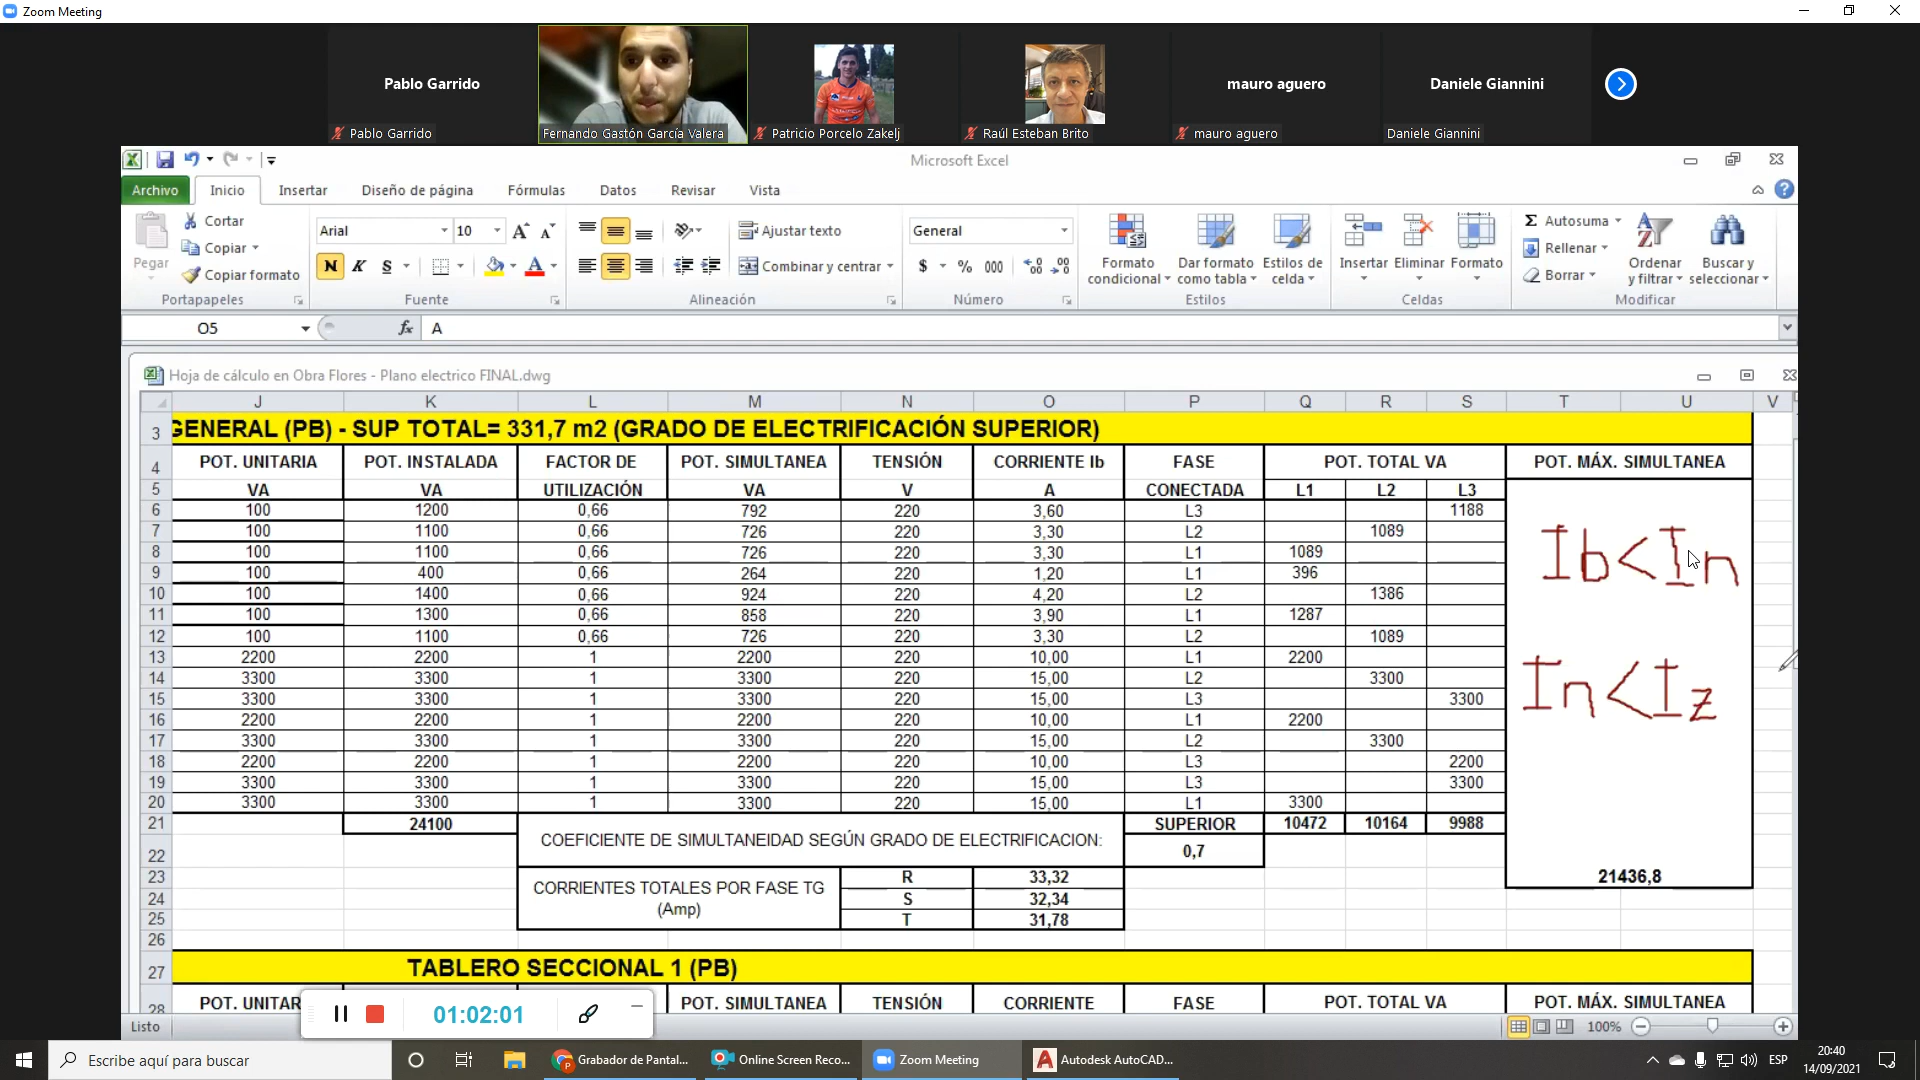 Zoom Meeting
Pablo Garrido
Pablo Garrido
Fernando Gastón García Valera
Patricio Porcelo Zakelj
Raúl Esteban Brito
mauro aguero
mauro aguero
Daniele Giannini
Daniele Giannini
Microsoft Excel
Archivo Inicio Insertar Diseño de página Fórmulas Datos Revisar Vista
Pegar
Cortar
Copiar
Copiar formato
Portapapeles
Arial 10
N K S
Fuente
Ajustar texto
Combinar y centrar
Alineación
General
$ % 000
Número
Formato condicional
Dar formato como tabla
Estilos de celda
Estilos
Insertar
Eliminar
Formato
Celdas
Autosuma
Rellenar
Borrar
Ordenar y filtrar
Buscar y seleccionar
Modificar
O5 fx A
Hoja de cálculo en Obra Flores - Plano electrico FINAL.dwg
J K L M N O P Q R S T U V
3 GENERAL (PB) - SUP TOTAL= 331,7 m2 (GRADO DE ELECTRIFICACIÓN SUPERIOR)
4 POT. UNITARIA POT. INSTALADA FACTOR DE POT. SIMULTANEA TENSIÓN CORRIENTE Ib FASE POT. TOTAL VA POT. MÁX. SIMULTANEA
5 VA VA UTILIZACIÓN VA V A CONECTADA L1 L2 L3
6 100 1200 0,66 792 220 3,60 L3 1188
7 100 1100 0,66 726 220 3,30 L2 1089
8 100 1100 0,66 726 220 3,30 L1 1089
9 100 400 0,66 264 220 1,20 L1 396
10 100 1400 0,66 924 220 4,20 L2 1386
11 100 1300 0,66 858 220 3,90 L1 1287
12 100 1100 0,66 726 220 3,30 L2 1089
13 2200 2200 1 2200 220 10,00 L1 2200
14 3300 3300 1 3300 220 15,00 L2 3300
15 3300 3300 1 3300 220 15,00 L3 3300
16 2200 2200 1 2200 220 10,00 L1 2200
17 3300 3300 1 3300 220 15,00 L2 3300
18 2200 2200 1 2200 220 10,00 L3 2200
19 3300 3300 1 3300 220 15,00 L3 3300
20 3300 3300 1 3300 220 15,00 L1 3300
Ib<In
In<Iz
21 24100 SUPERIOR 10472 10164 9988
22 COEFICIENTE DE SIMULTANEIDAD SEGÚN GRADO DE ELECTRIFICACION: 0,7
23 R 33,32 21436,8
CORRIENTES TOTALES POR FASE TG
(Amp)
24 S 32,34
25 T 31,78
26
27 TABLERO SECCIONAL 1 (PB)
28 POT. UNITAR POT. SIMULTANEA TENSIÓN CORRIENTE FASE POT. TOTAL VA POT. MÁX. SIMULTANEA
01:02:01
Listo 100%
Escribe aquí para buscar
Grabador de Pantal...
Online Screen Reco...
Zoom Meeting
Autodesk AutoCAD...
ESP
20:40
14/09/2021